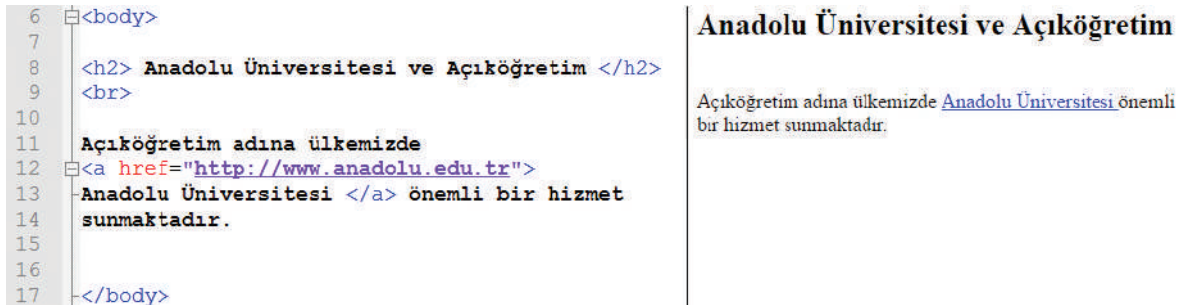 6 <body>
7
8 <h2> Anadolu Üniversitesi ve Açıköğretim </h2>
9 <br>
10
11 Açıköğretim adına ülkemizde
12 <a href="http://www.anadolu.edu.tr">
13 Anadolu Üniversitesi </a> önemli bir hizmet
14 sunmaktadır.
15
16
17 </body>
Anadolu Üniversitesi ve Açıköğretim
Açıköğretim adına ülkemizde Anadolu Üniversitesi önemli
bir hizmet sunmaktadır.